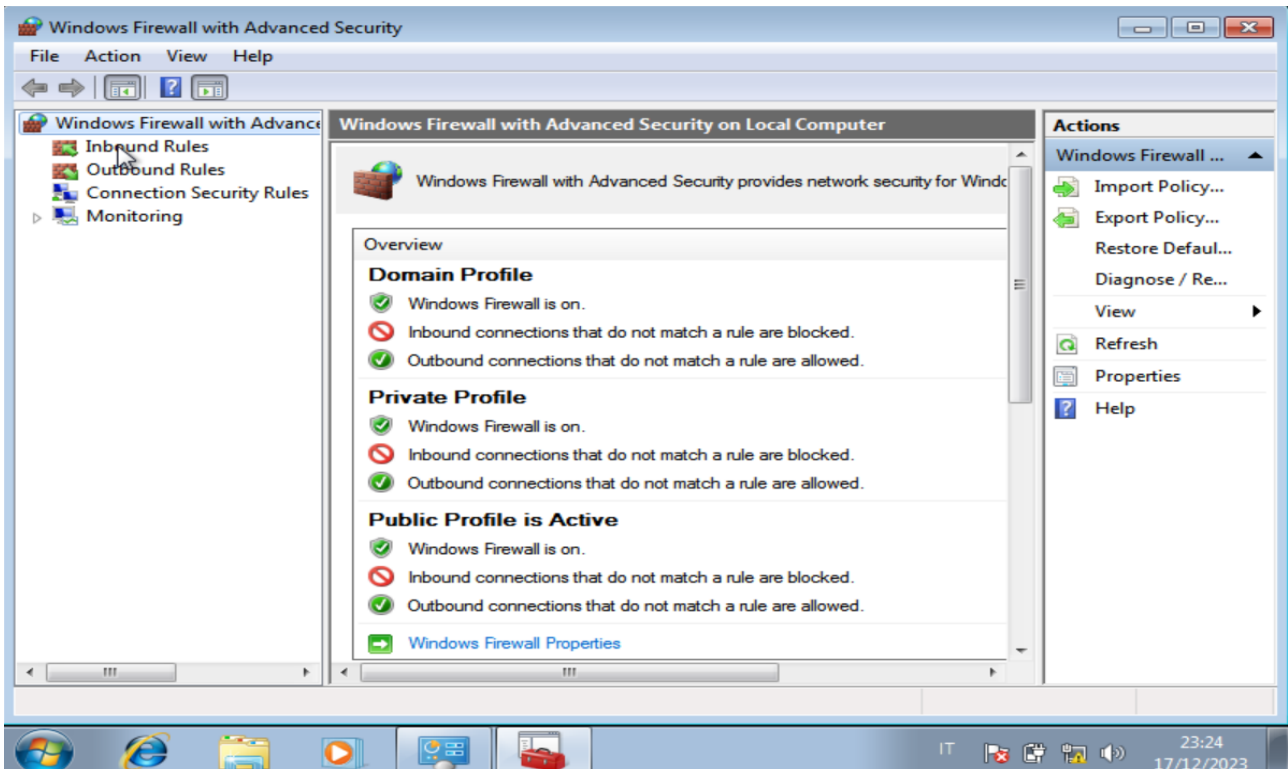 Windows Firewall with Advanced Security
File Action View Help
Windows Firewall with Advance
Inbound Rules
Outbound Rules
Connection Security Rules
Monitoring
Windows Firewall with Advanced Security on Local Computer
Windows Firewall with Advanced Security provides network security for Windo
Overview
Domain Profile
Windows Firewall is on.
Inbound connections that do not match a rule are blocked.
Outbound connections that do not match a rule are allowed.
Private Profile
Windows Firewall is on.
Inbound connections that do not match a rule are blocked.
Outbound connections that do not match a rule are allowed.
Public Profile is Active
Windows Firewall is on.
Inbound connections that do not match a rule are blocked.
Outbound connections that do not match a rule are allowed.
Windows Firewall Properties
Actions
Windows Firewall ...
Import Policy...
Export Policy...
Restore Defaul...
Diagnose / Re...
View
Refresh
Properties
Help
IT
23:24
17/12/2023